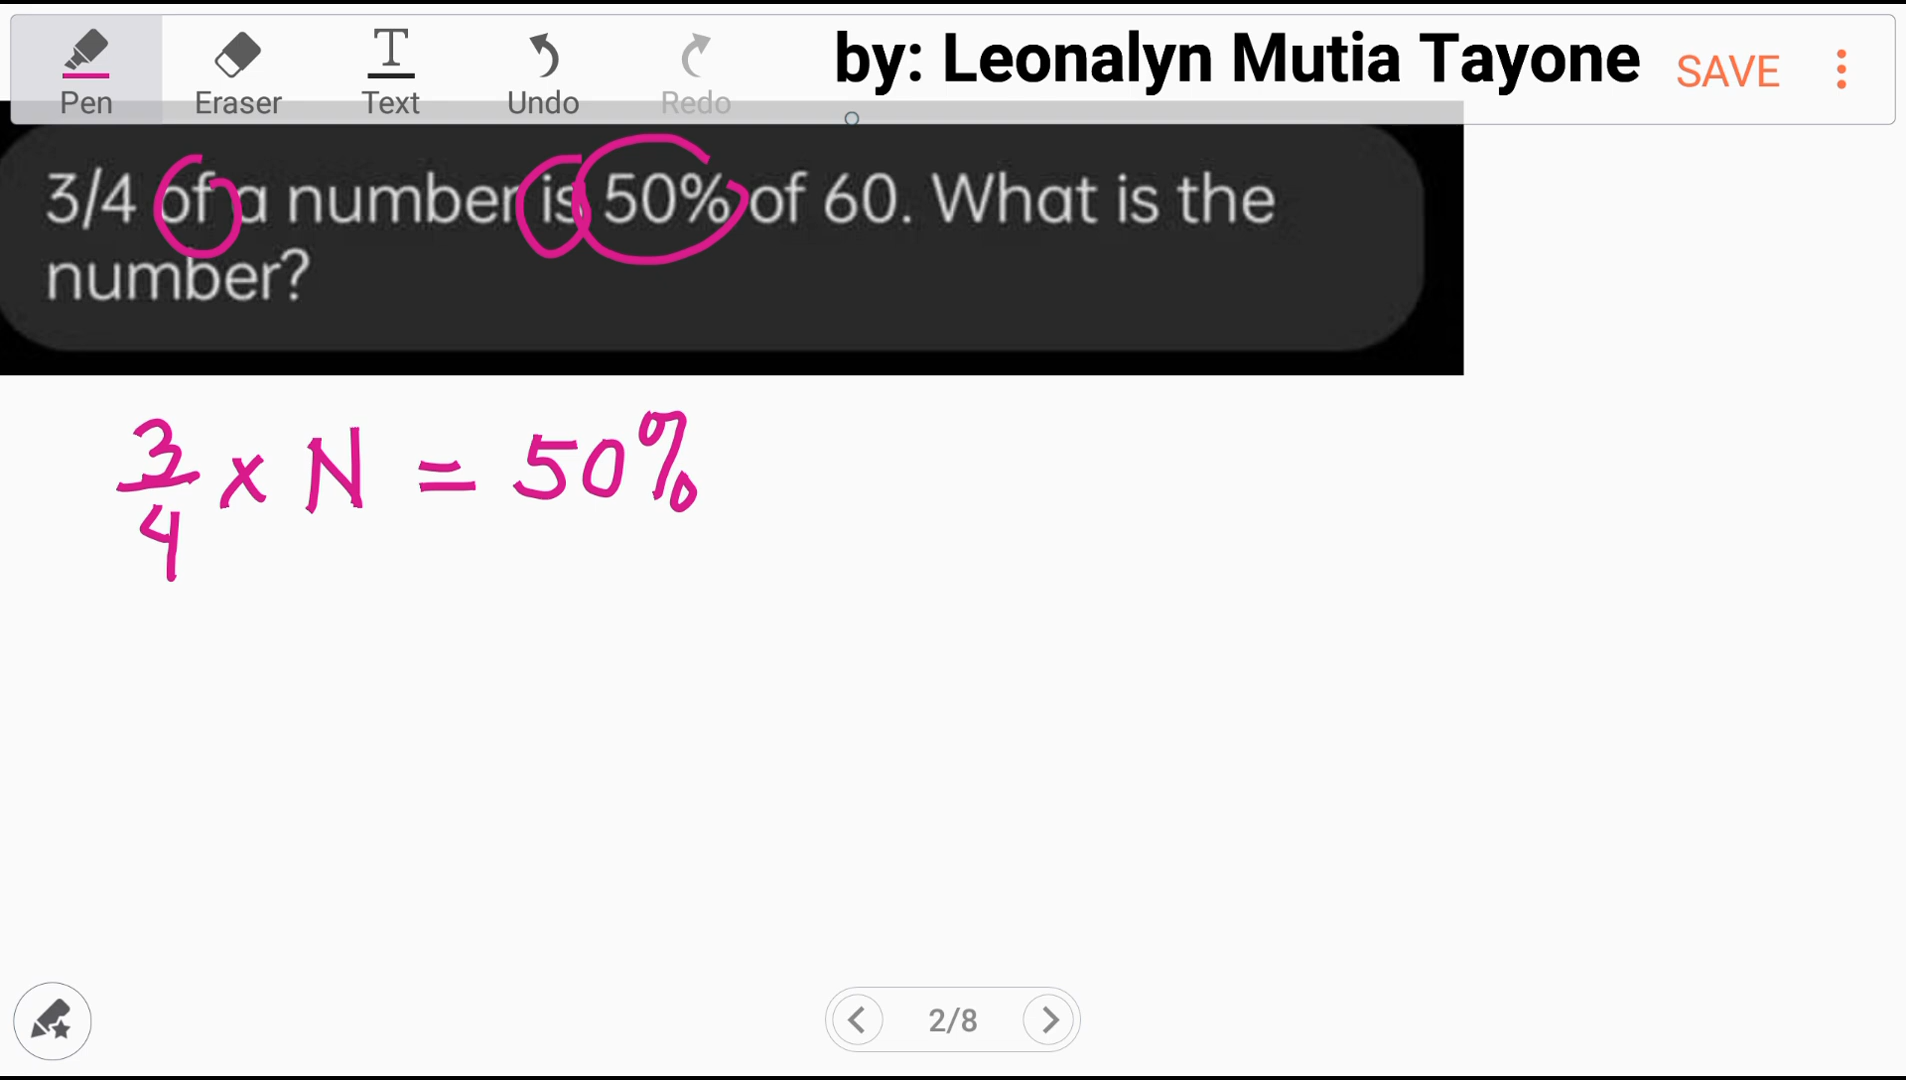 by: Leonalyn Mutia Tayone
SAVE
Pen
Eraser
Text
Undo
Redo
3/4 of a number is 50% of 60. What is the
number?
3/4 x N = 50%
2/8